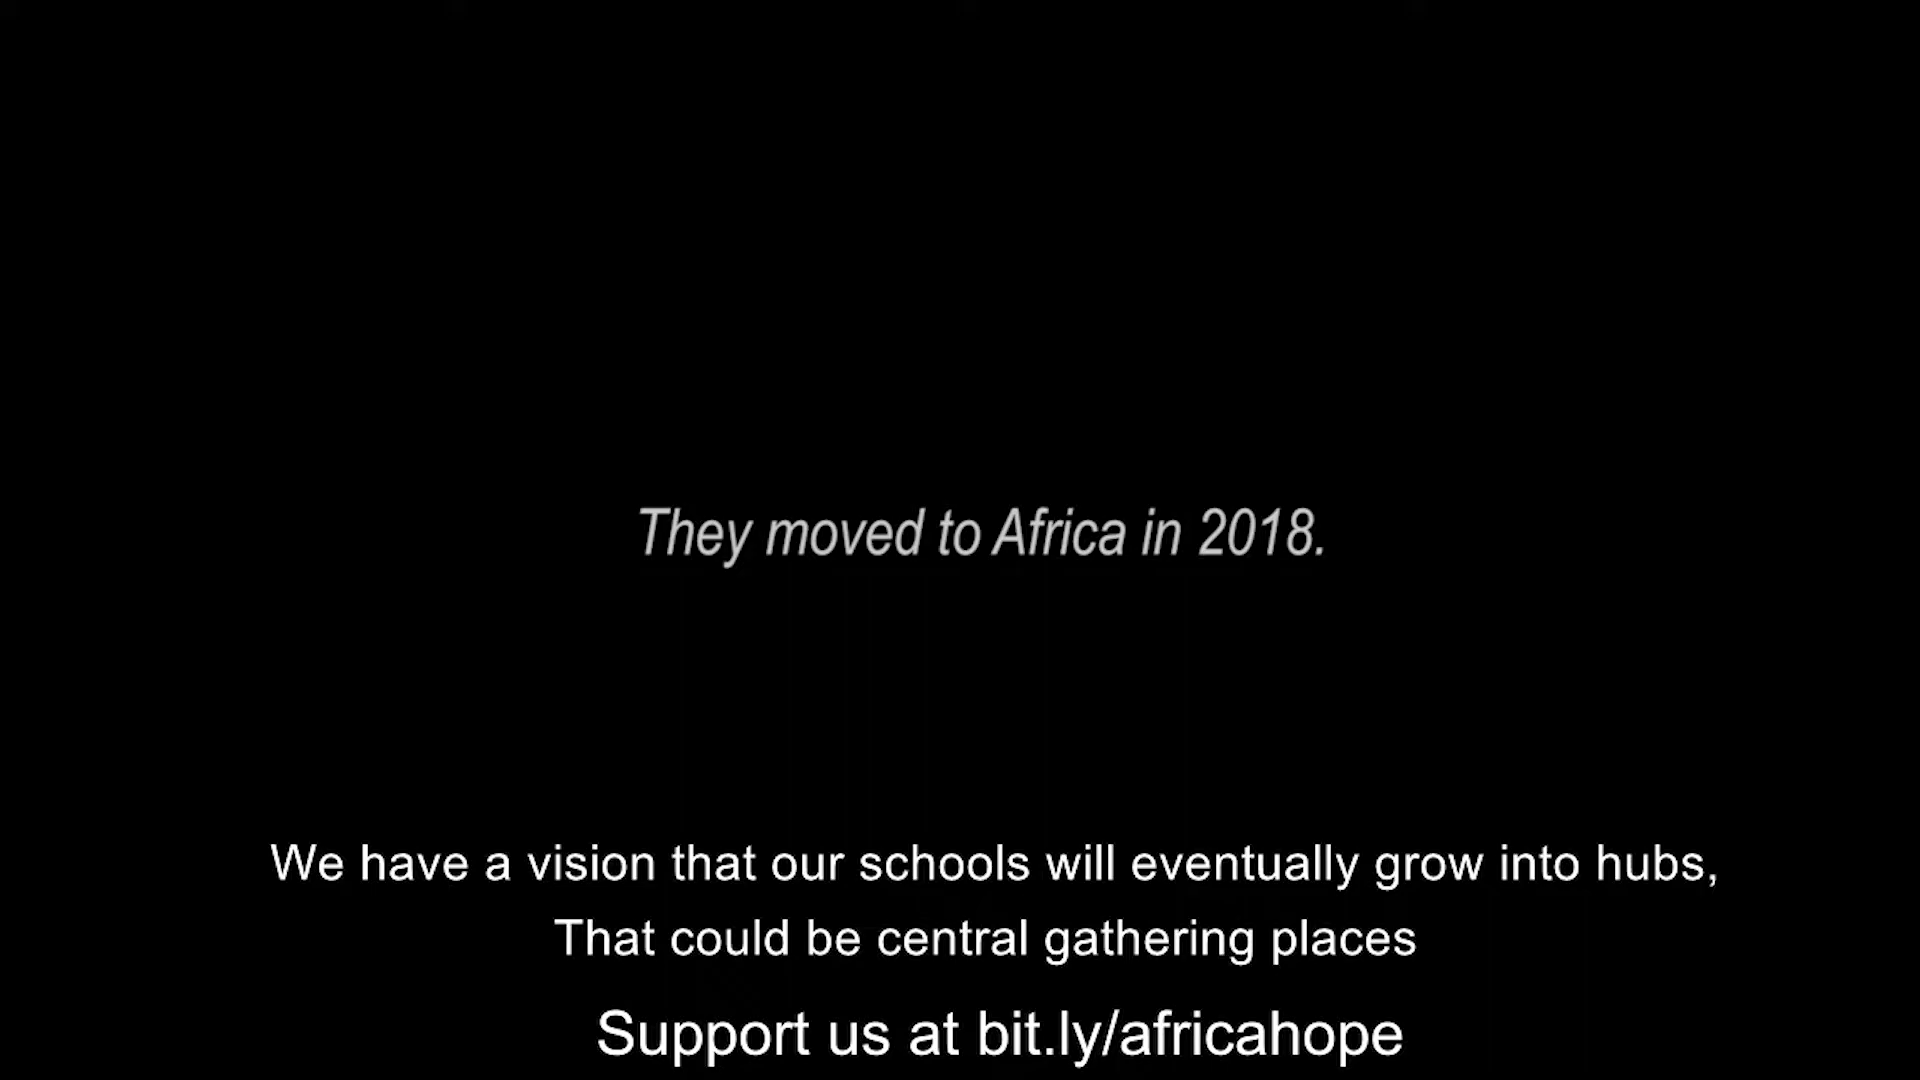 They moved to Africa in 2018.
We have a vision that our schools will eventually grow into hubs,
That could be central gathering places
Support us at bit.ly/africahope